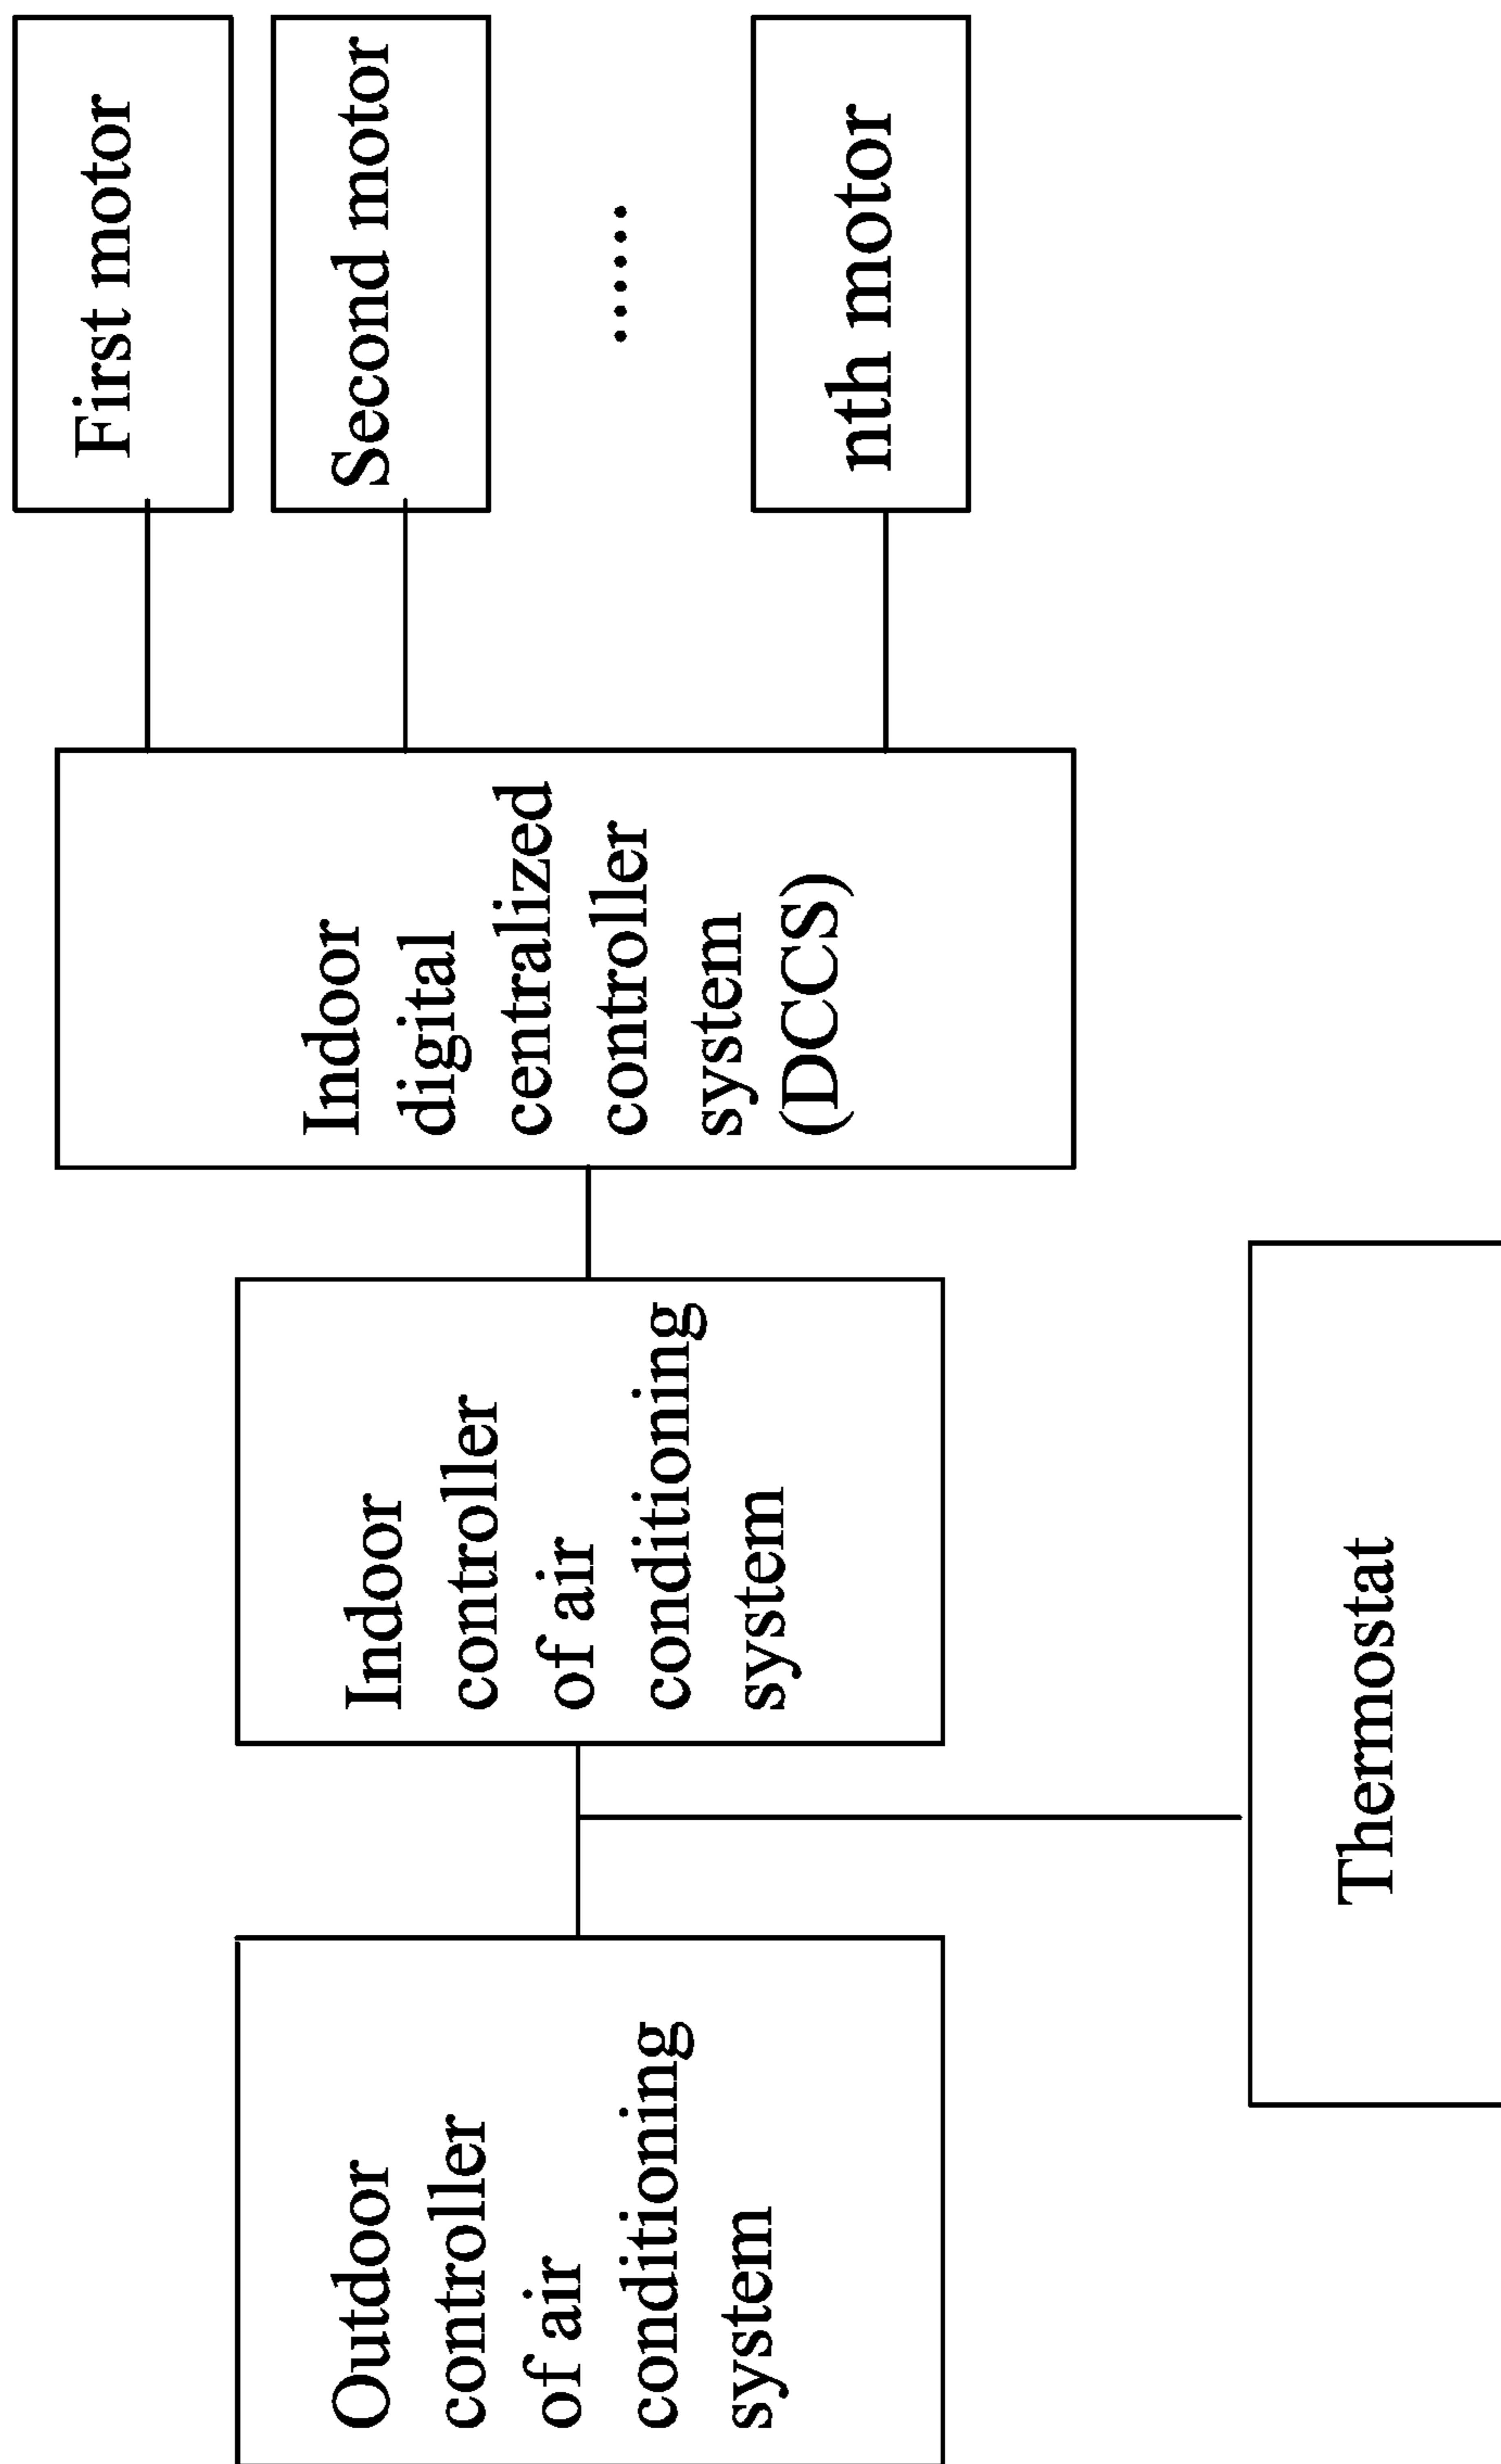 Outdoor
controller
of air
conditioning
system
Indoor
controller
of air
conditioning
system
Thermostat
Indoor
digital
centralized
controller
system
(DCCS)
First motor
Second motor
......
nth motor